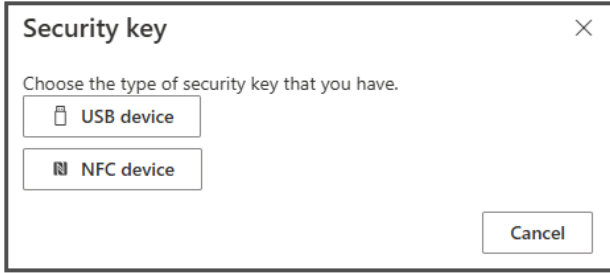 Security key
Choose the type of security key that you have.
USB device
NFC device
Cancel